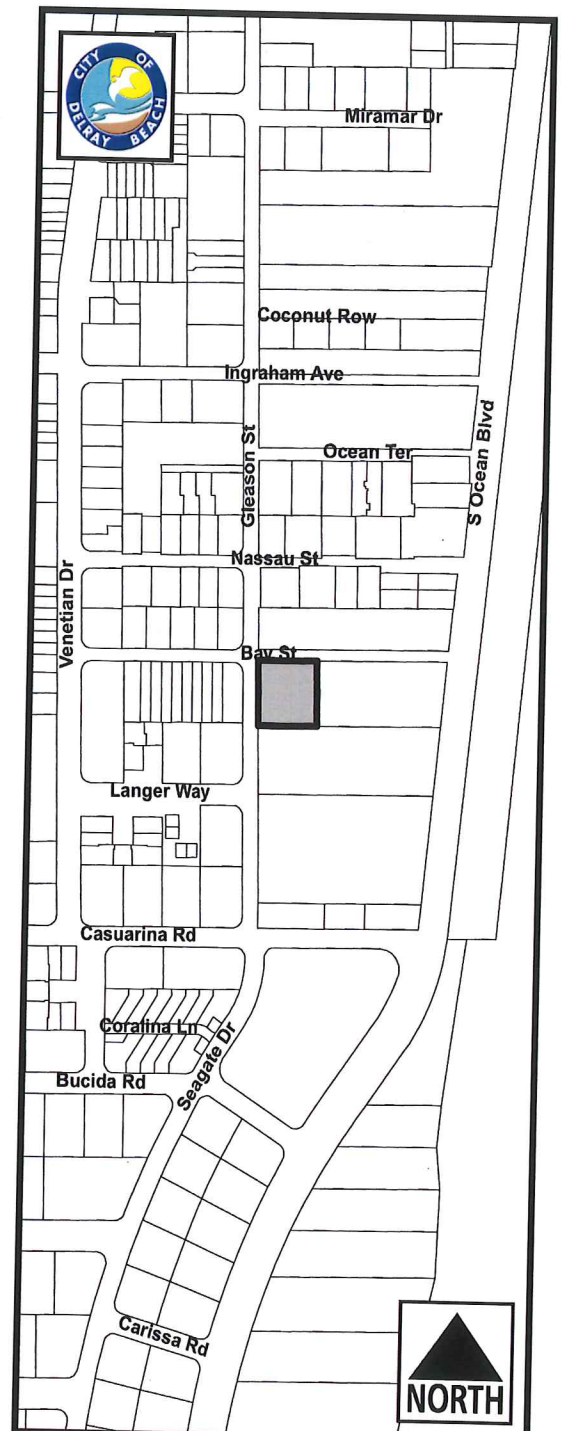 CITY OF
DELRAY BEACH
Miramar Dr
Coconut Row
Ingraham Ave
Gleason St
Ocean Ter
S Ocean Blvd
Nassau St
Venetian Dr
Bay St
Langer Way
Casuarina Rd
Coralina Ln
Seagate Dr
Bucida Rd
Carissa Rd
NORTH